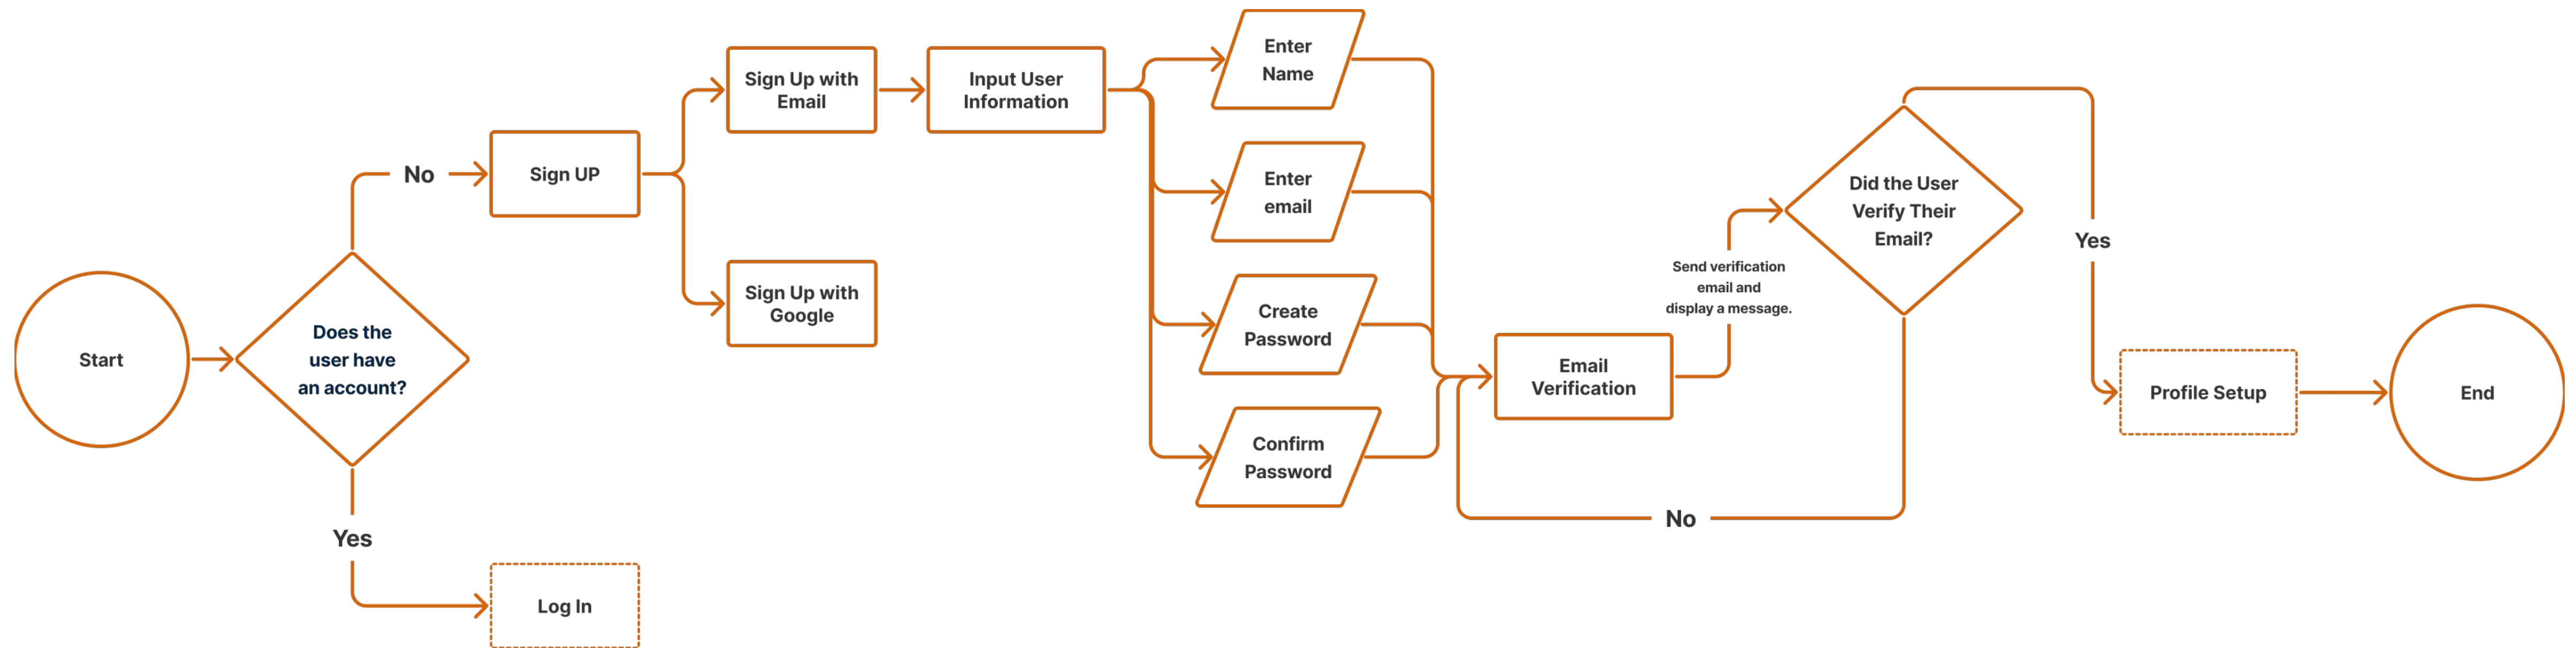 Start
Does the
user have
an account?
No
Yes
Log In
Sign UP
Sign Up with
Email
Sign Up with
Google
Input User
Information
Enter
Name
Enter
email
Create
Password
Confirm
Password
Email
Verification
Send verification
email and
display a message.
Did the User
Verify Their
Email?
No
Yes
Profile Setup
End